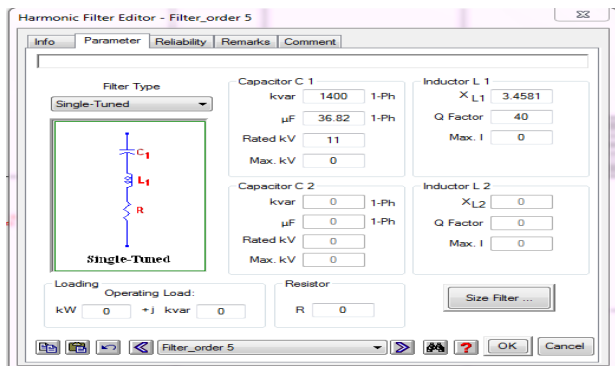 Harmonic Filter Editor - Filter_order 5
Info Parameter Reliability Remarks Comment
Filter Type
Single-Tuned
C1
L1
R
Single-Tuned
Capacitor C 1
kvar 1400 1-Ph
µF 36.82 1-Ph
Rated kV 11
Max. kV 0
Inductor L 1
XL1 3.4581
Q Factor 40
Max. I 0
Capacitor C 2
kvar 0 1-Ph
µF 0 1-Ph
Rated kV 0
Max. kV 0
Inductor L 2
XL2 0
Q Factor 0
Max. I 0
Loading
Operating Load:
kW 0 +j kvar 0
Resistor
R 0
Size Filter ...
Filter_order 5
? OK Cancel